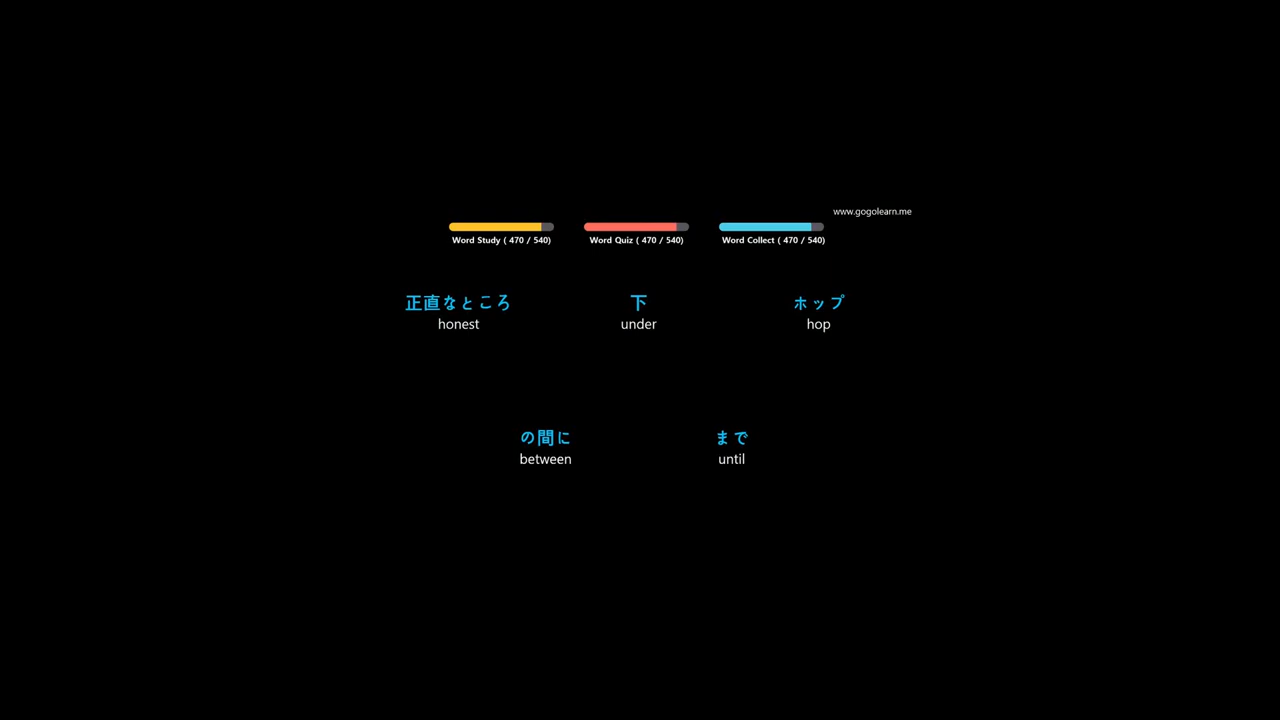 www.gogolearn.me
Word Study ( 470 / 540)
Word Quiz ( 470 / 540)
Word Collect ( 470 / 540)
正直なところ
honest
下
under
ホップ
hop
の間に
between
まで
until